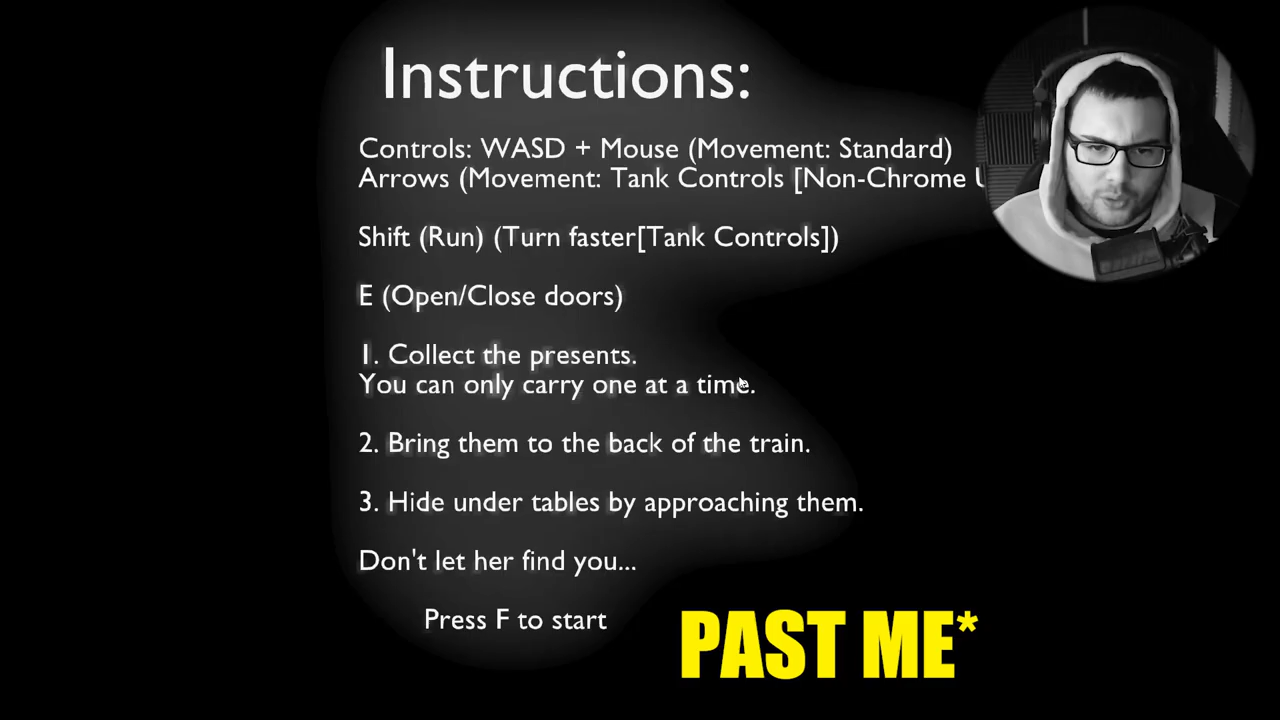 Instructions:
Controls: WASD + Mouse (Movement: Standard)
Arrows (Movement: Tank Controls [Non-Chrome
Shift (Run) (Turn faster[Tank Controls])
E (Open/Close doors)
1. Collect the presents.
You can only carry one at a time.
2. Bring them to the back of the train.
3. Hide under tables by approaching them.
Don't let her find you...
Press F to start
PAST ME*